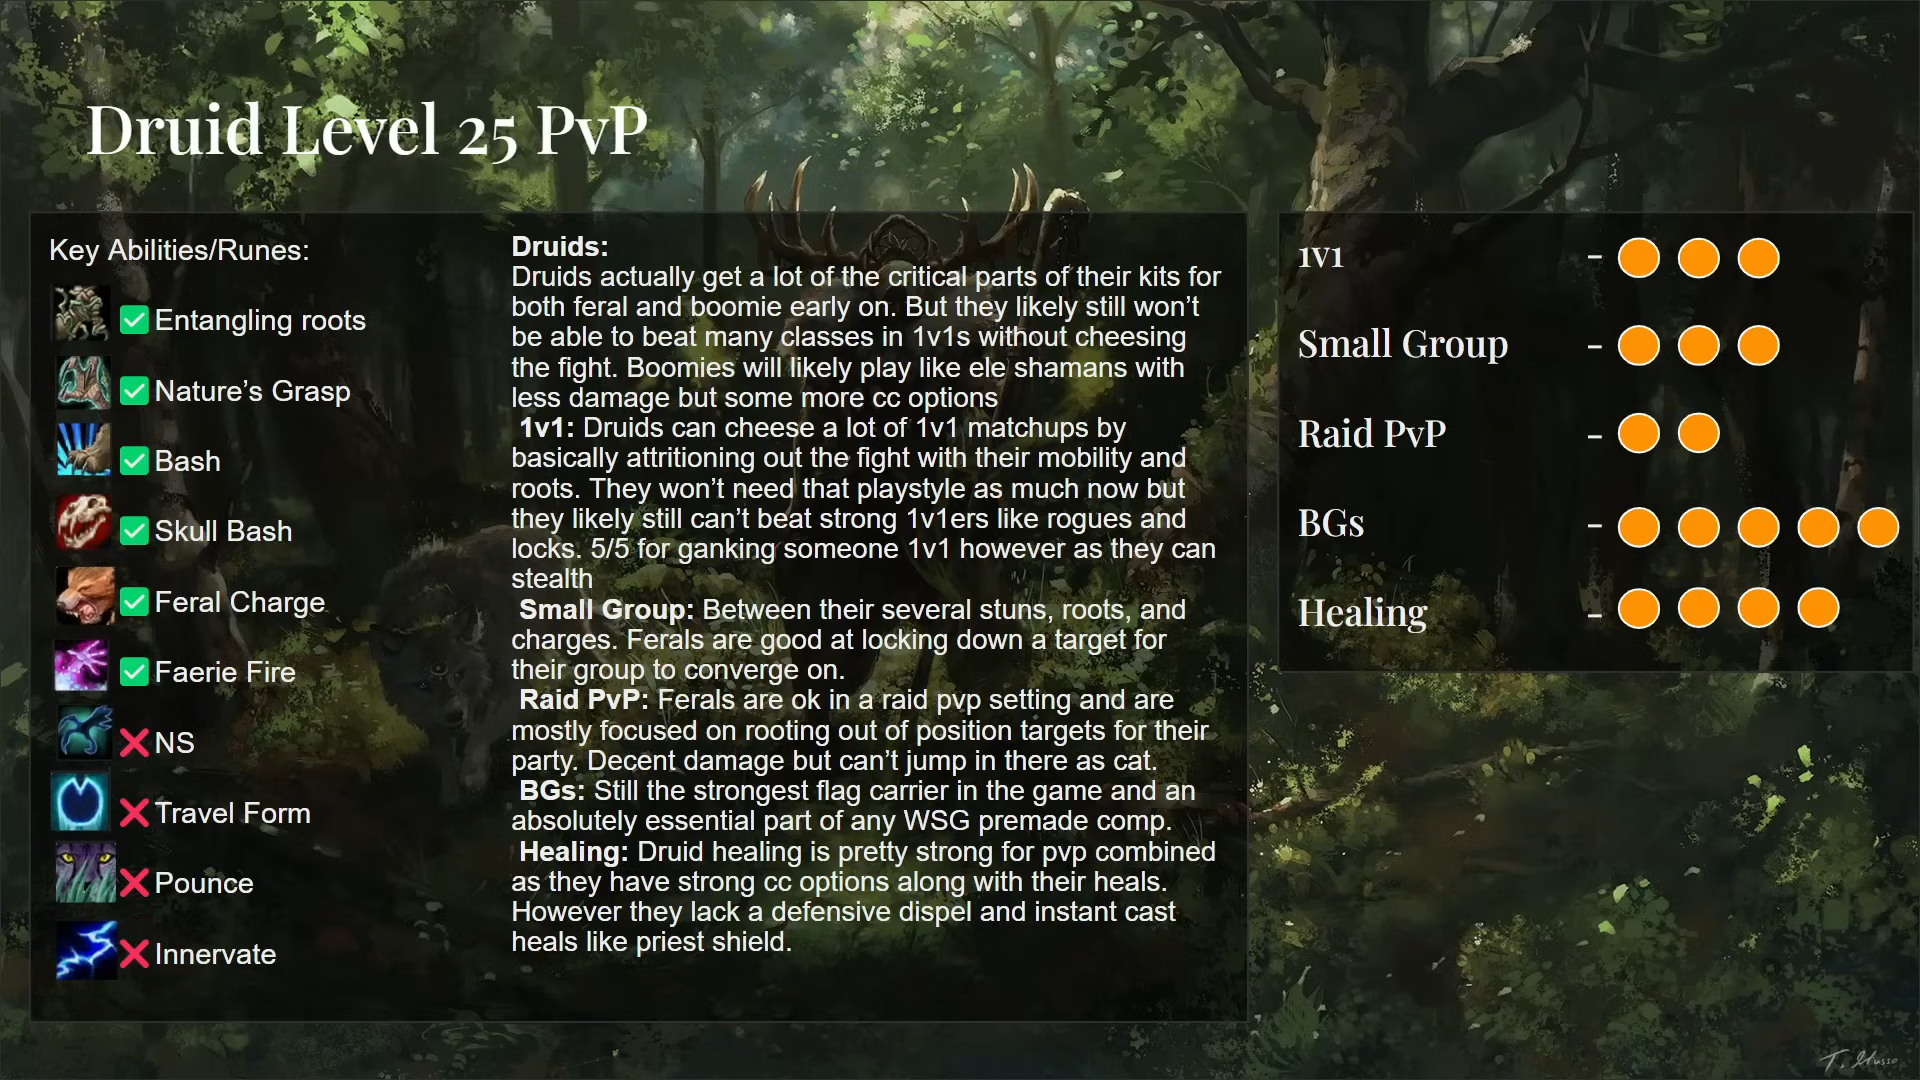 Druid Level 25 PvP
Key Abilities/Runes:
Entangling roots
Nature’s Grasp
Bash
Skull Bash
Feral Charge
Faerie Fire
NS
Travel Form
Pounce
Innervate
Druids:
Druids actually get a lot of the critical parts of their kits for
both feral and boomie early on. But they likely still won’t
be able to beat many classes in 1v1s without cheesing
the fight. Boomies will likely play like ele shamans with
less damage but some more cc options
1v1: Druids can cheese a lot of 1v1 matchups by
basically attritioning out the fight with their mobility and
roots. They won’t need that playstyle as much now but
they likely still can’t beat strong 1v1ers like rogues and
locks. 5/5 for ganking someone 1v1 however as they can
stealth
Small Group: Between their several stuns, roots, and
charges. Ferals are good at locking down a target for
their group to converge on.
Raid PvP: Ferals are ok in a raid pvp setting and are
mostly focused on rooting out of position targets for their
party. Decent damage but can’t jump in there as cat.
BGs: Still the strongest flag carrier in the game and an
absolutely essential part of any WSG premade comp.
Healing: Druid healing is pretty strong for pvp combined
as they have strong cc options along with their heals.
However they lack a defensive dispel and instant cast
heals like priest shield.
1v1 -
Small Group -
Raid PvP -
BGs -
Healing -